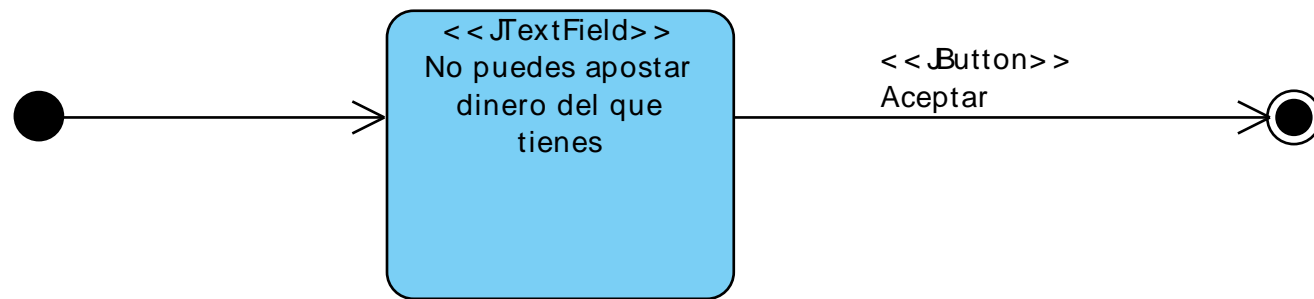 <<JTextField>>
No puedes apostar
dinero del que
tienes
<<JButton>>
Aceptar